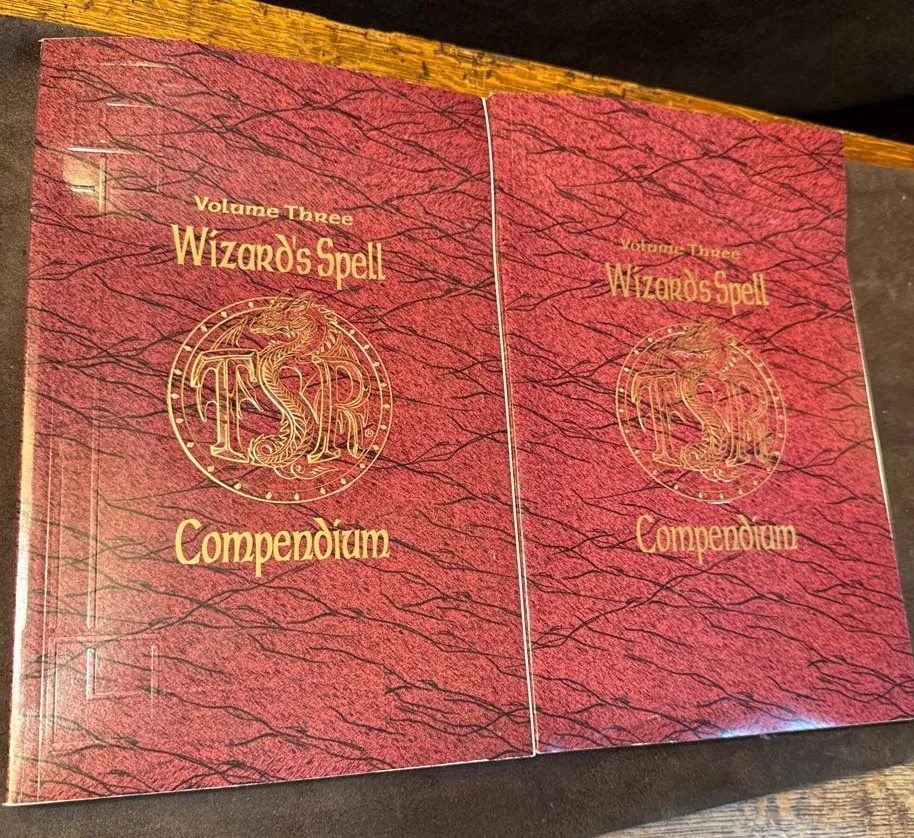 Volume Three
Wizard's Spell
TSR®
Compendium
Volume Three
Wizard's Spell
TSR
Compendium